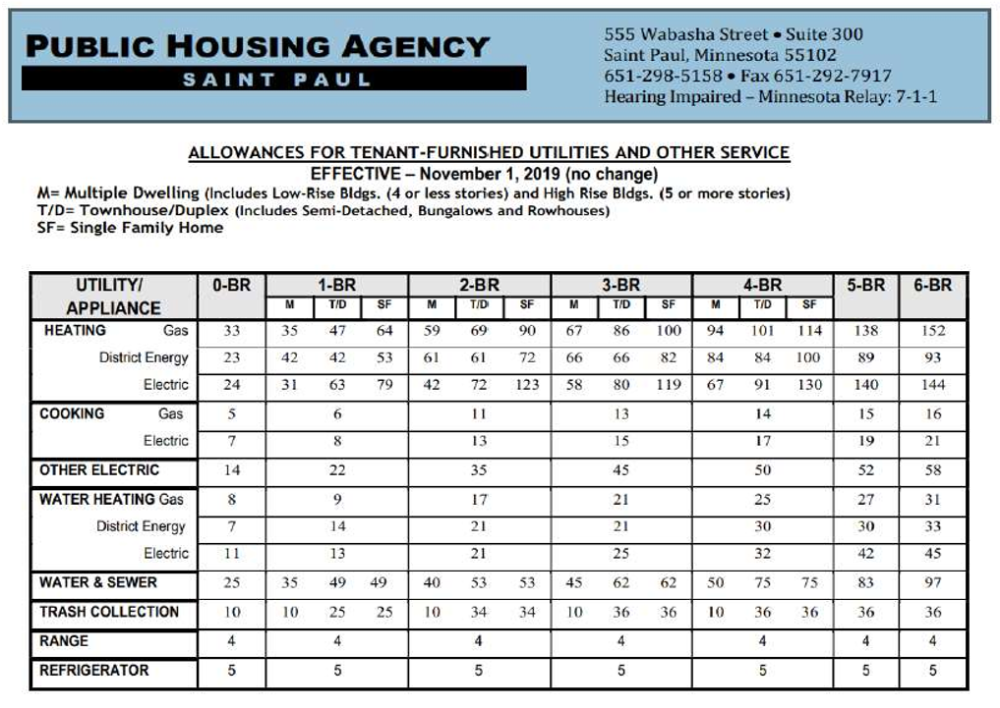 PUBLIC HOUSING AGENCY
SAINT PAUL
555 Wabasha Street • Suite 300
Saint Paul, Minnesota 55102
651-298-5158 • Fax 651-292-7917
Hearing Impaired – Minnesota Relay: 7-1-1
ALLOWANCES FOR TENANT-FURNISHED UTILITIES AND OTHER SERVICE
EFFECTIVE – November 1, 2019 (no change)
M= Multiple Dwelling (Includes Low-Rise Bldgs. (4 or less stories) and High Rise Bldgs. (5 or more stories)
T/D= Townhouse/Duplex (Includes Semi-Detached, Bungalows and Rowhouses)
SF= Single Family Home
UTILITY/ APPLIANCE 0-BR 1-BR 2-BR 3-BR 4-BR 5-BR 6-BR
M T/D SF M T/D SF M T/D SF M T/D SF
HEATING Gas 33 35 47 64 59 69 90 67 86 100 94 101 114 138 152
District Energy 23 42 42 53 61 61 72 66 66 82 84 84 100 89 93
Electric 24 31 63 79 42 72 123 58 80 119 67 91 130 140 144
COOKING Gas 5 6 11 13 14 15 16
Electric 7 8 13 15 17 19 21
OTHER ELECTRIC 14 22 35 45 50 52 58
WATER HEATING Gas 8 9 17 21 25 27 31
District Energy 7 14 21 21 30 30 33
Electric 11 13 21 25 32 42 45
WATER & SEWER 25 35 49 49 40 53 53 45 62 62 50 75 75 83 97
TRASH COLLECTION 10 10 25 25 10 34 34 10 36 36 10 36 36 36 36
RANGE 4 4 4 4 4 4 4
REFRIGERATOR 5 5 5 5 5 5 5